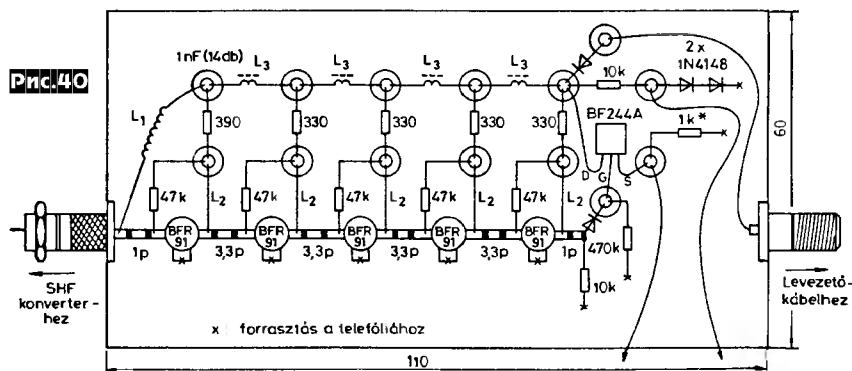 Рис.40
1nF (14db)
L3
L3
L3
L3
2 x
1N4148
10k
L1
390
330
330
330
330
BF244A
1k*
60
D
G
S
47k
L2
47k
L2
47k
L2
47k
L2
47k
L2
BFR
91
BFR
91
BFR
91
BFR
91
BFR
91
1p
3,3p
3,3p
3,3p
3,3p
1p
470k
10k
SHF
konverter-
hez
Levezető-
kábelhez
x forrasztás a telefóliához
110